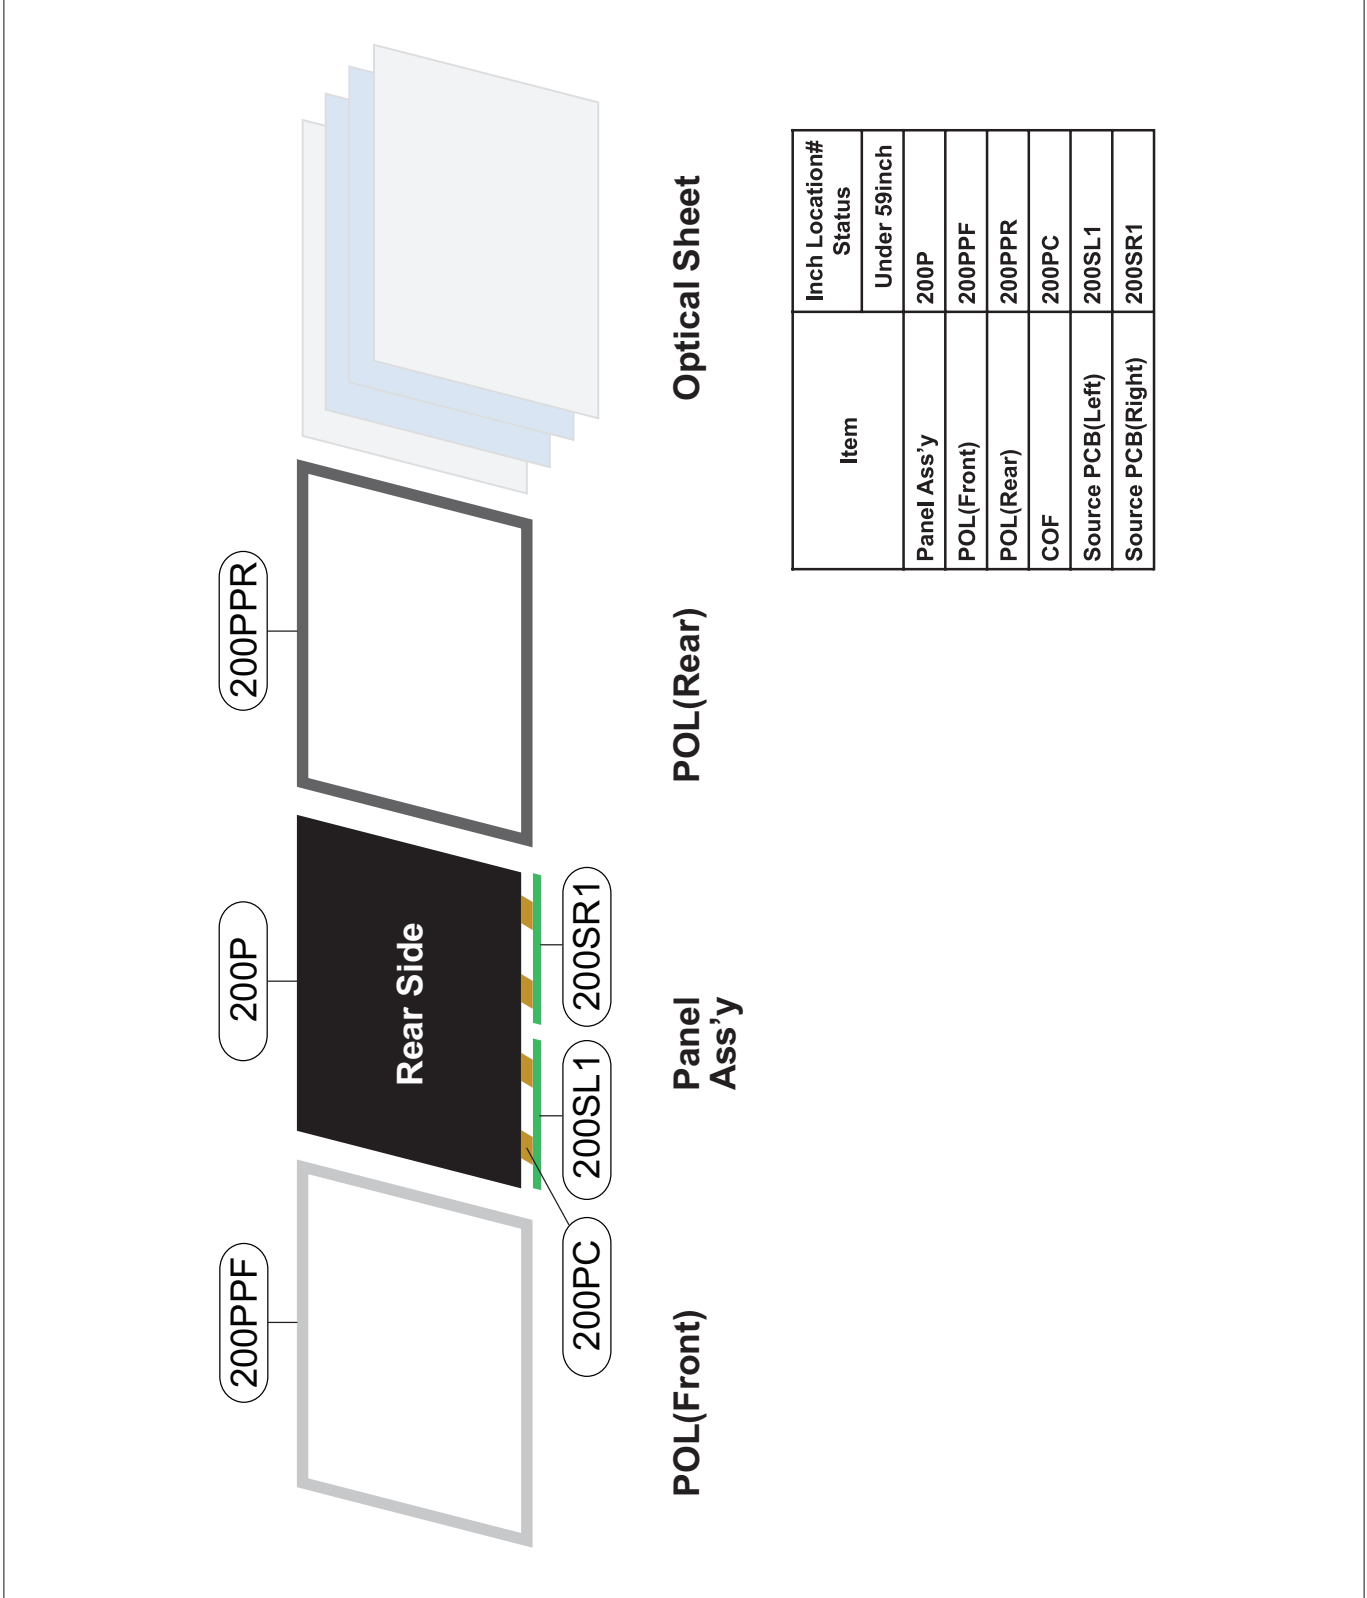 200PPF
200P
200PPR
Rear Side
200PC
200SL1
200SR1
POL(Front)
Panel
Ass’y
POL(Rear)
Optical Sheet
Item
Inch Location#
Status
Under 59inch
Panel Ass’y 200P
POL(Front) 200PPF
POL(Rear) 200PPR
COF 200PC
Source PCB(Left) 200SL1
Source PCB(Right) 200SR1